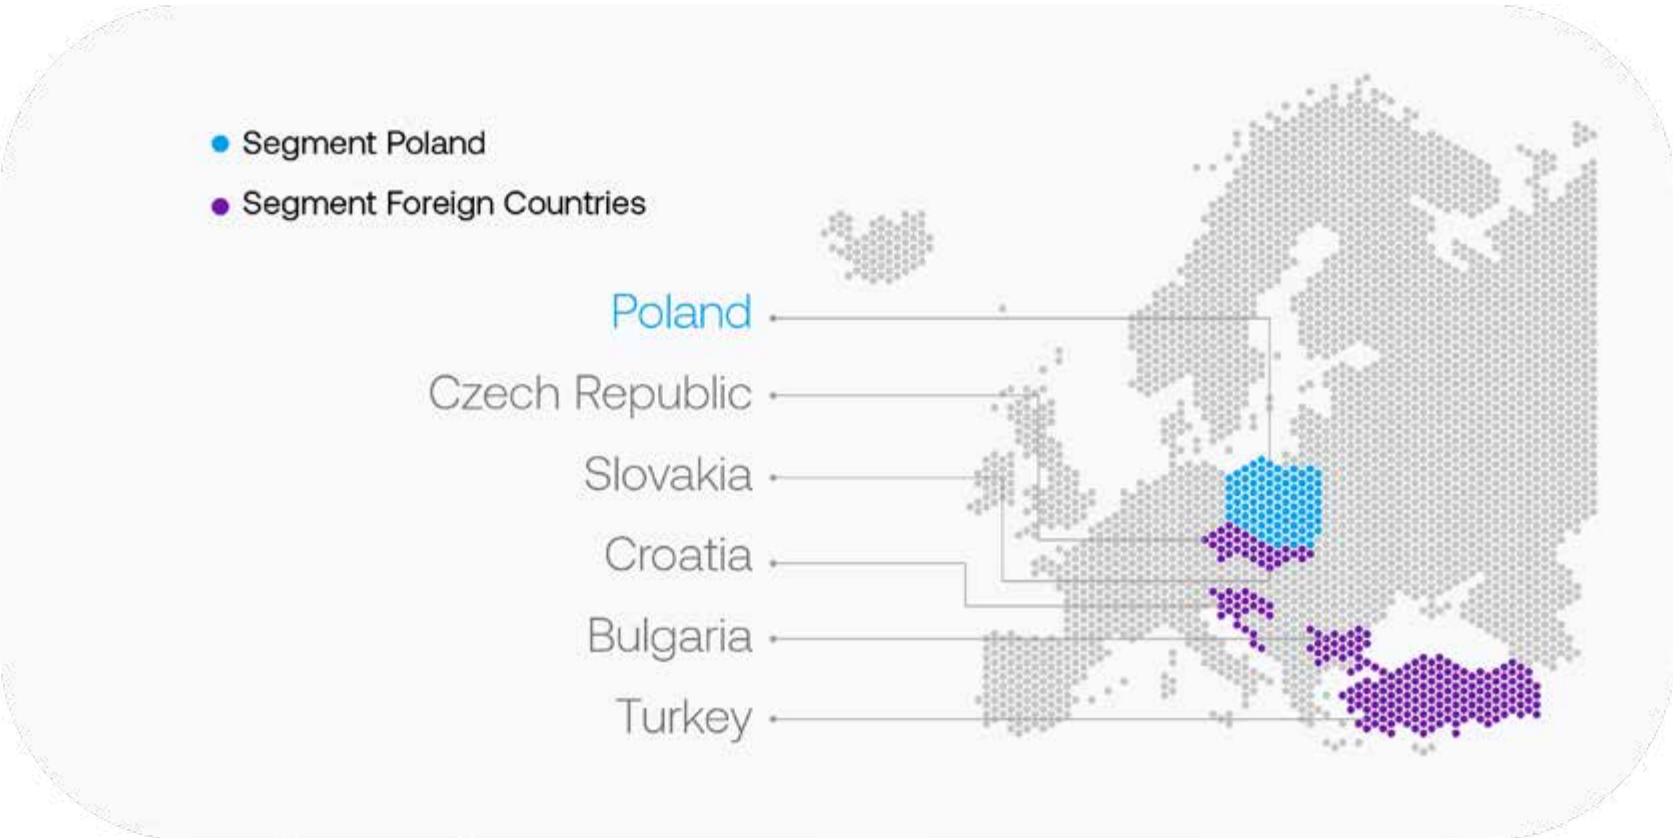 Segment Poland
Segment Foreign Countries
Poland
Czech Republic
Slovakia
Croatia
Bulgaria
Turkey